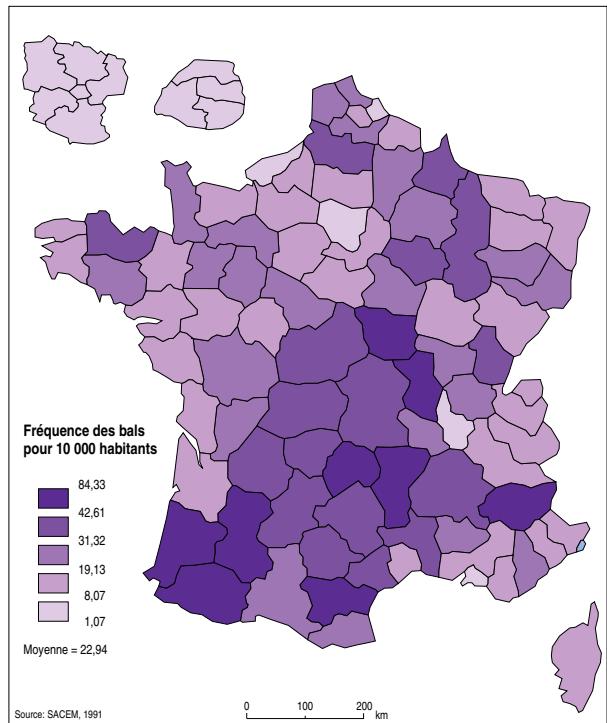 Fréquence des bals
pour 10 000 habitants
84,33
42,61
31,32
19,13
8,07
1,07
Moyenne = 22,94
Source: SACEM, 1991
0 100 200
km